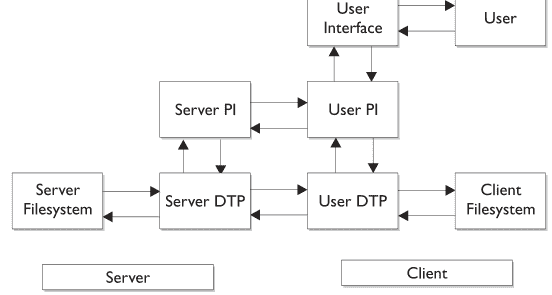 User
Interface
User
Server PI
User PI
Server
Filesystem
Server DTP
User DTP
Client
Filesystem
Server
Client